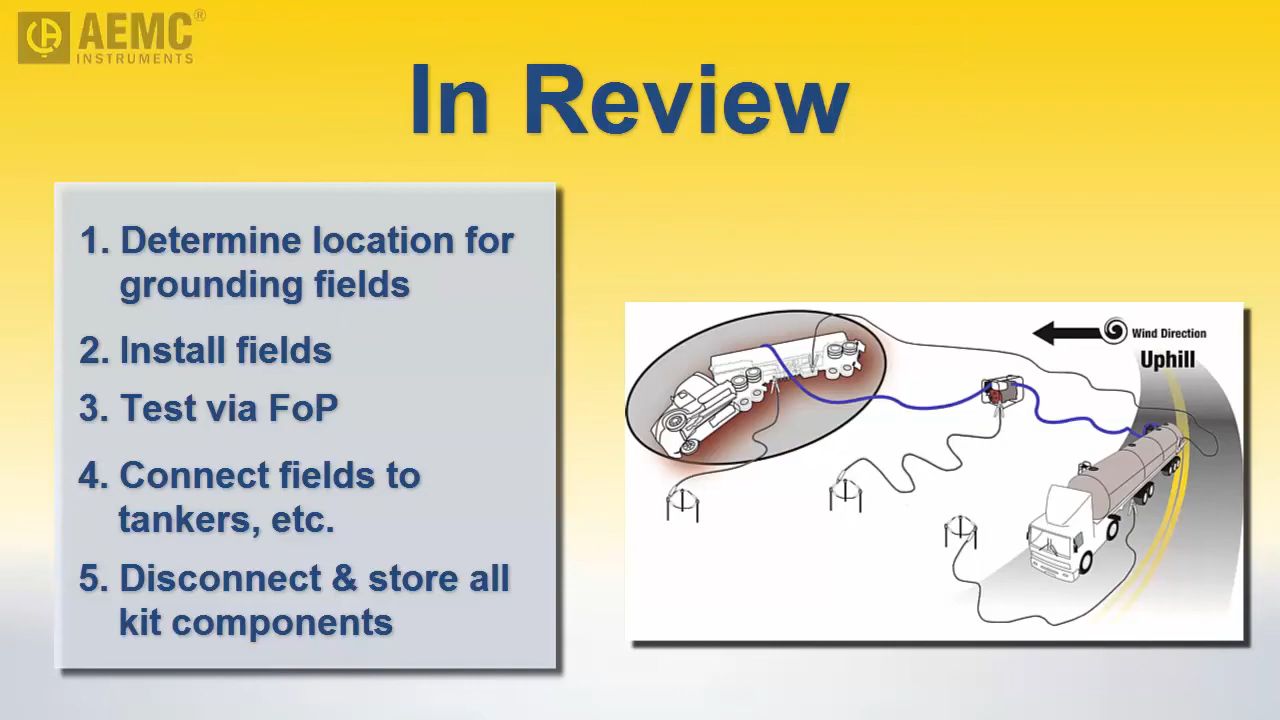 AEMC®
INSTRUMENTS
In Review
1. Determine location for
grounding fields
2. Install fields
3. Test via FoP
4. Connect fields to
tankers, etc.
5. Disconnect & store all
kit components
Wind Direction
Uphill